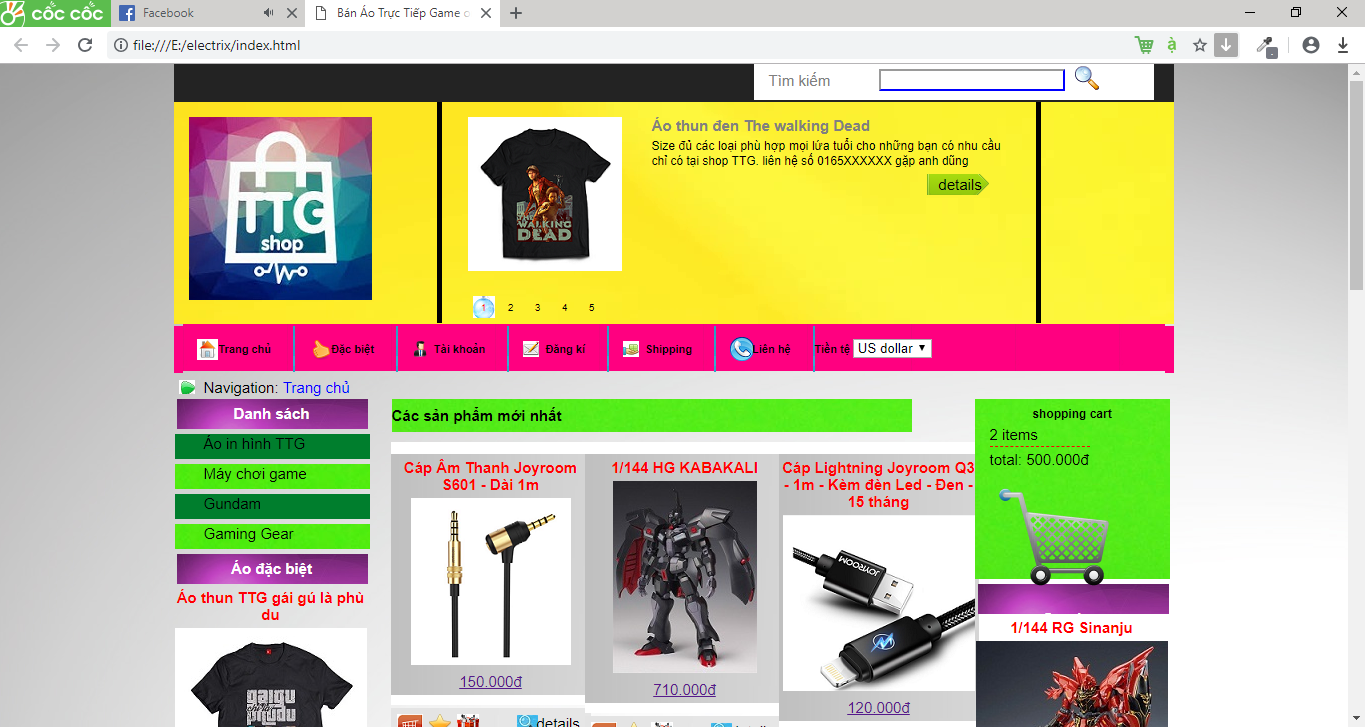 cốc cốc
Facebook
Bán Áo Trực Tiếp Game o
file:///E:/electrix/index.html
à
Tìm kiếm
TTG
shop
THE
WALKING
DEAD
Áo thun đen The walking Dead
Size đủ các loại phù hợp mọi lứa tuổi cho những bạn có nhu cầu
chỉ có tại shop TTG. liên hệ số 0165XXXXXX gặp anh dũng
details
1 2 3 4 5
Trang chủ
Đặc biệt
Tài khoản
Đăng kí
Shipping
Liên hệ
Tiền tệ US dollar
Navigation: Trang chủ
Danh sách
Áo in hình TTG
Máy chơi game
Gundam
Gaming Gear
Áo đặc biệt
Áo thun TTG gái gú là phù
du
Các sản phẩm mới nhất
Cáp Âm Thanh Joyroom
S601 - Dài 1m
150.000đ
details
1/144 HG KABAKALI
710.000đ
Cáp Lightning Joyroom Q3
- 1m - Kèm đèn Led - Đen -
15 tháng
JOYROOM
120.000đ
shopping cart
2 items
total: 500.000đ
1/144 RG Sinanju